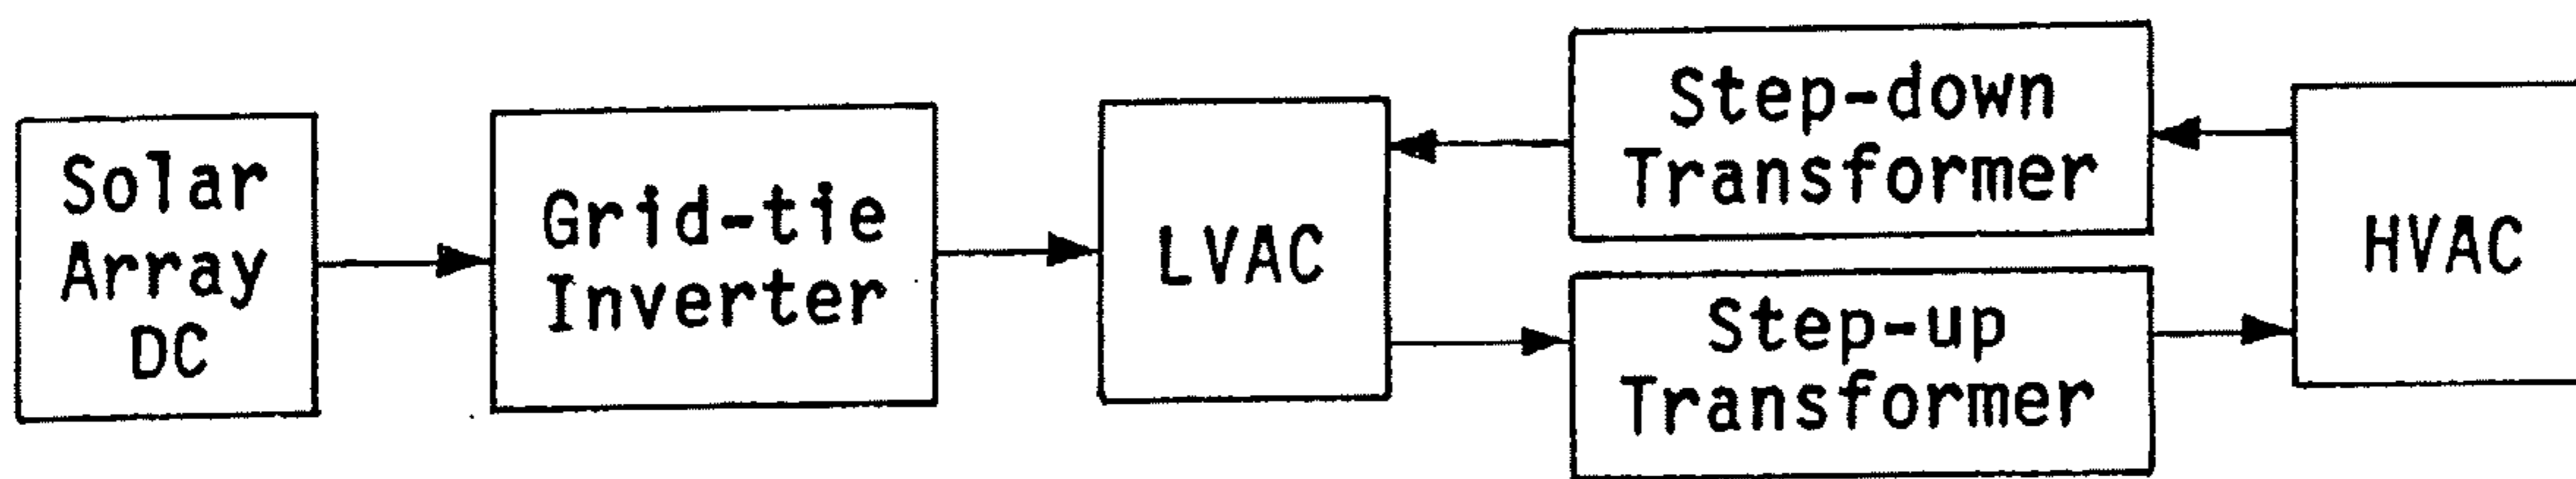 Solar
Array
DC
Grid-tie
Inverter
LVAC
Step-down
Transformer
Step-up
Transformer
HVAC